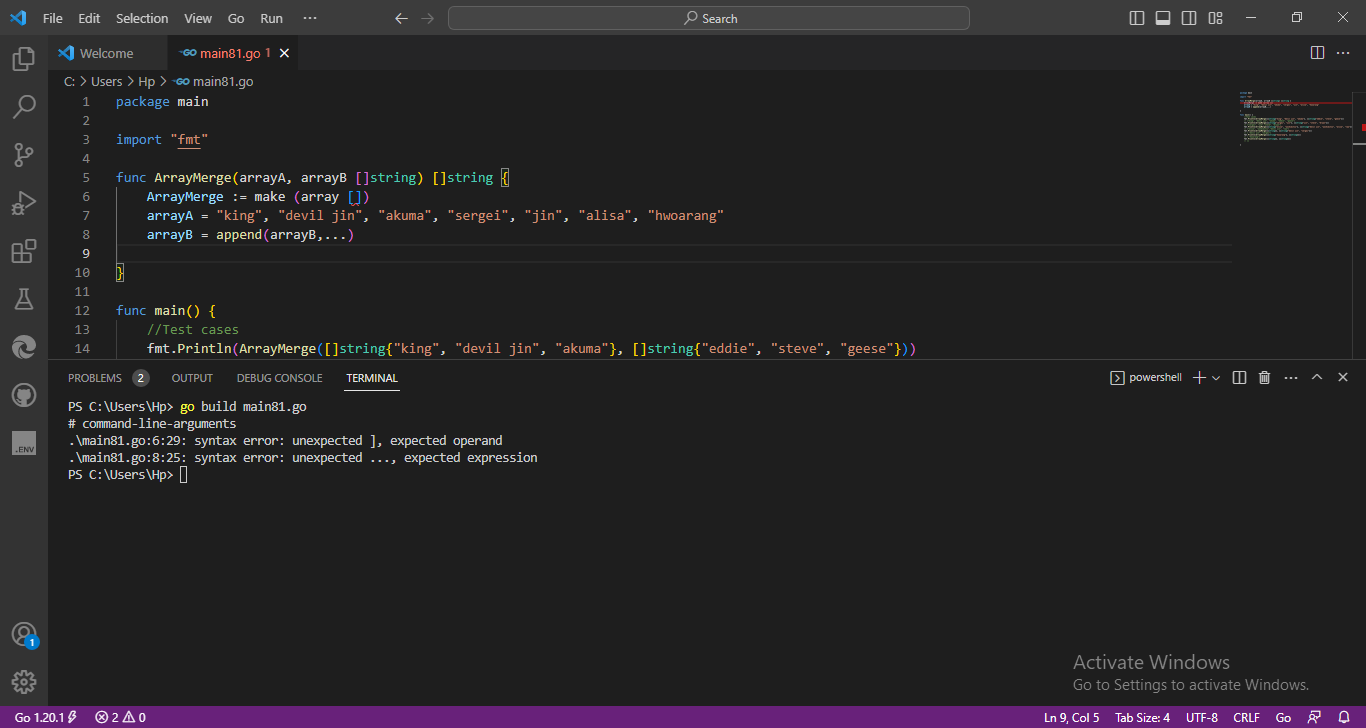 File Edit Selection View Go Run ··· Search
Welcome main81.go 1
C: > Users > Hp > main81.go
1 package main
2
3 import "fmt"
4
5 func ArrayMerge(arrayA, arrayB []string) []string {
6 ArrayMerge := make (array [])
7 arrayA = "king", "devil jin", "akuma", "sergei", "jin", "alisa", "hwoarang"
8 arrayB = append(arrayB,...)
9
10 }
11
12 func main() {
13 //Test cases
14 fmt.Println(ArrayMerge([]string{"king", "devil jin", "akuma"}, []string{"eddie", "steve", "geese"}))
PROBLEMS 2 OUTPUT DEBUG CONSOLE TERMINAL powershell
PS C:\Users\Hp> go build main81.go
# command-line-arguments
.\main81.go:6:29: syntax error: unexpected ], expected operand
.\main81.go:8:25: syntax error: unexpected ..., expected expression
PS C:\Users\Hp>
.ENV
1
Activate Windows
Go to Settings to activate Windows.
Go 1.20.1 2 0 Ln 9, Col 5 Tab Size: 4 UTF-8 CRLF Go